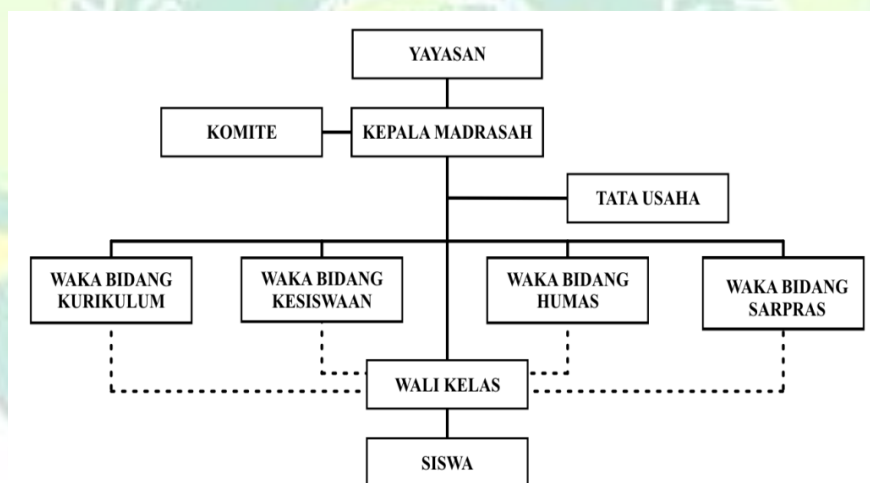 YAYASAN
KOMITE
KEPALA MADRASAH
TATA USAHA
WAKA BIDANG
KURIKULUM
WAKA BIDANG
KESISWAAN
WAKA BIDANG
HUMAS
WAKA BIDANG
SARPRAS
WALI KELAS
SISWA